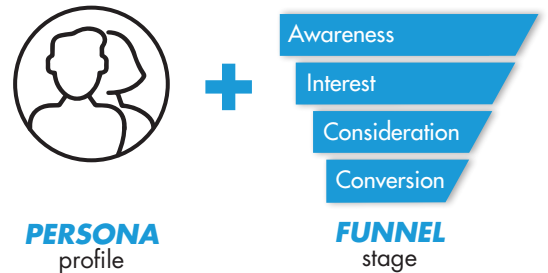 Awareness
Interest
Consideration
Conversion
PERSONA
profile
FUNNEL
stage